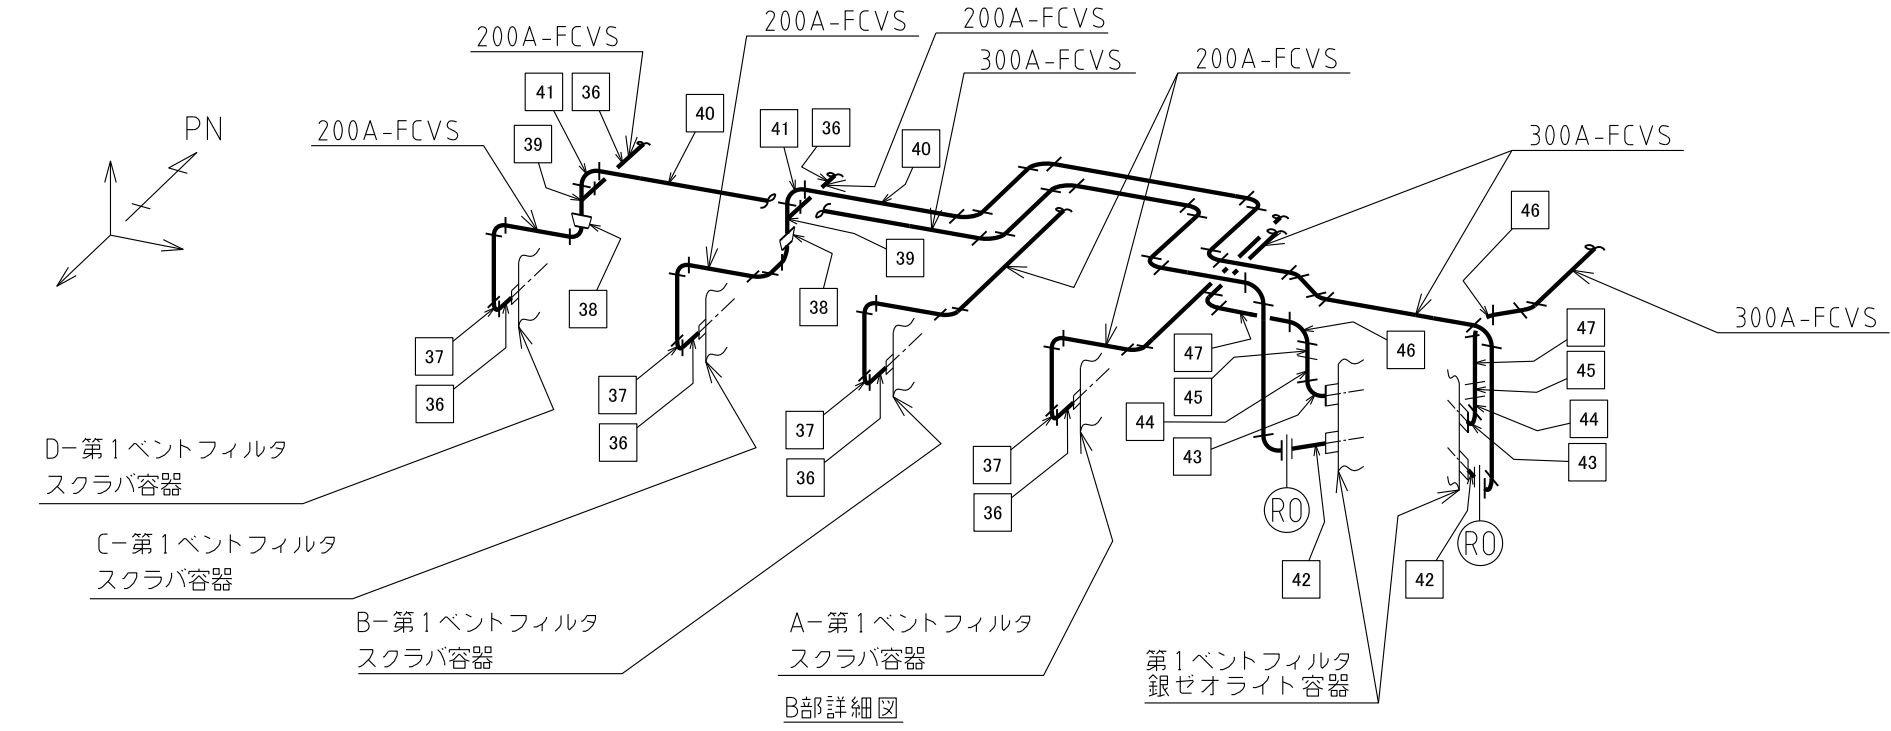 200A-FCVS
200A-FCVS
200A-FCVS
300A-FCVS
200A-FCVS
PN
200A-FCVS
300A-FCVS
41
36
40
39
41
36
40
46
39
38
38
300A-FCVS
47
46
47
45
45
44
44
43
43
37
36
37
36
37
36
37
36
RO
RO
42
42
D-第1ベントフィルタ
スクラバ容器
C-第1ベントフィルタ
スクラバ容器
B-第1ベントフィルタ
スクラバ容器
A-第1ベントフィルタ
スクラバ容器
第1ベントフィルタ
銀ゼオライト容器
B部詳細図